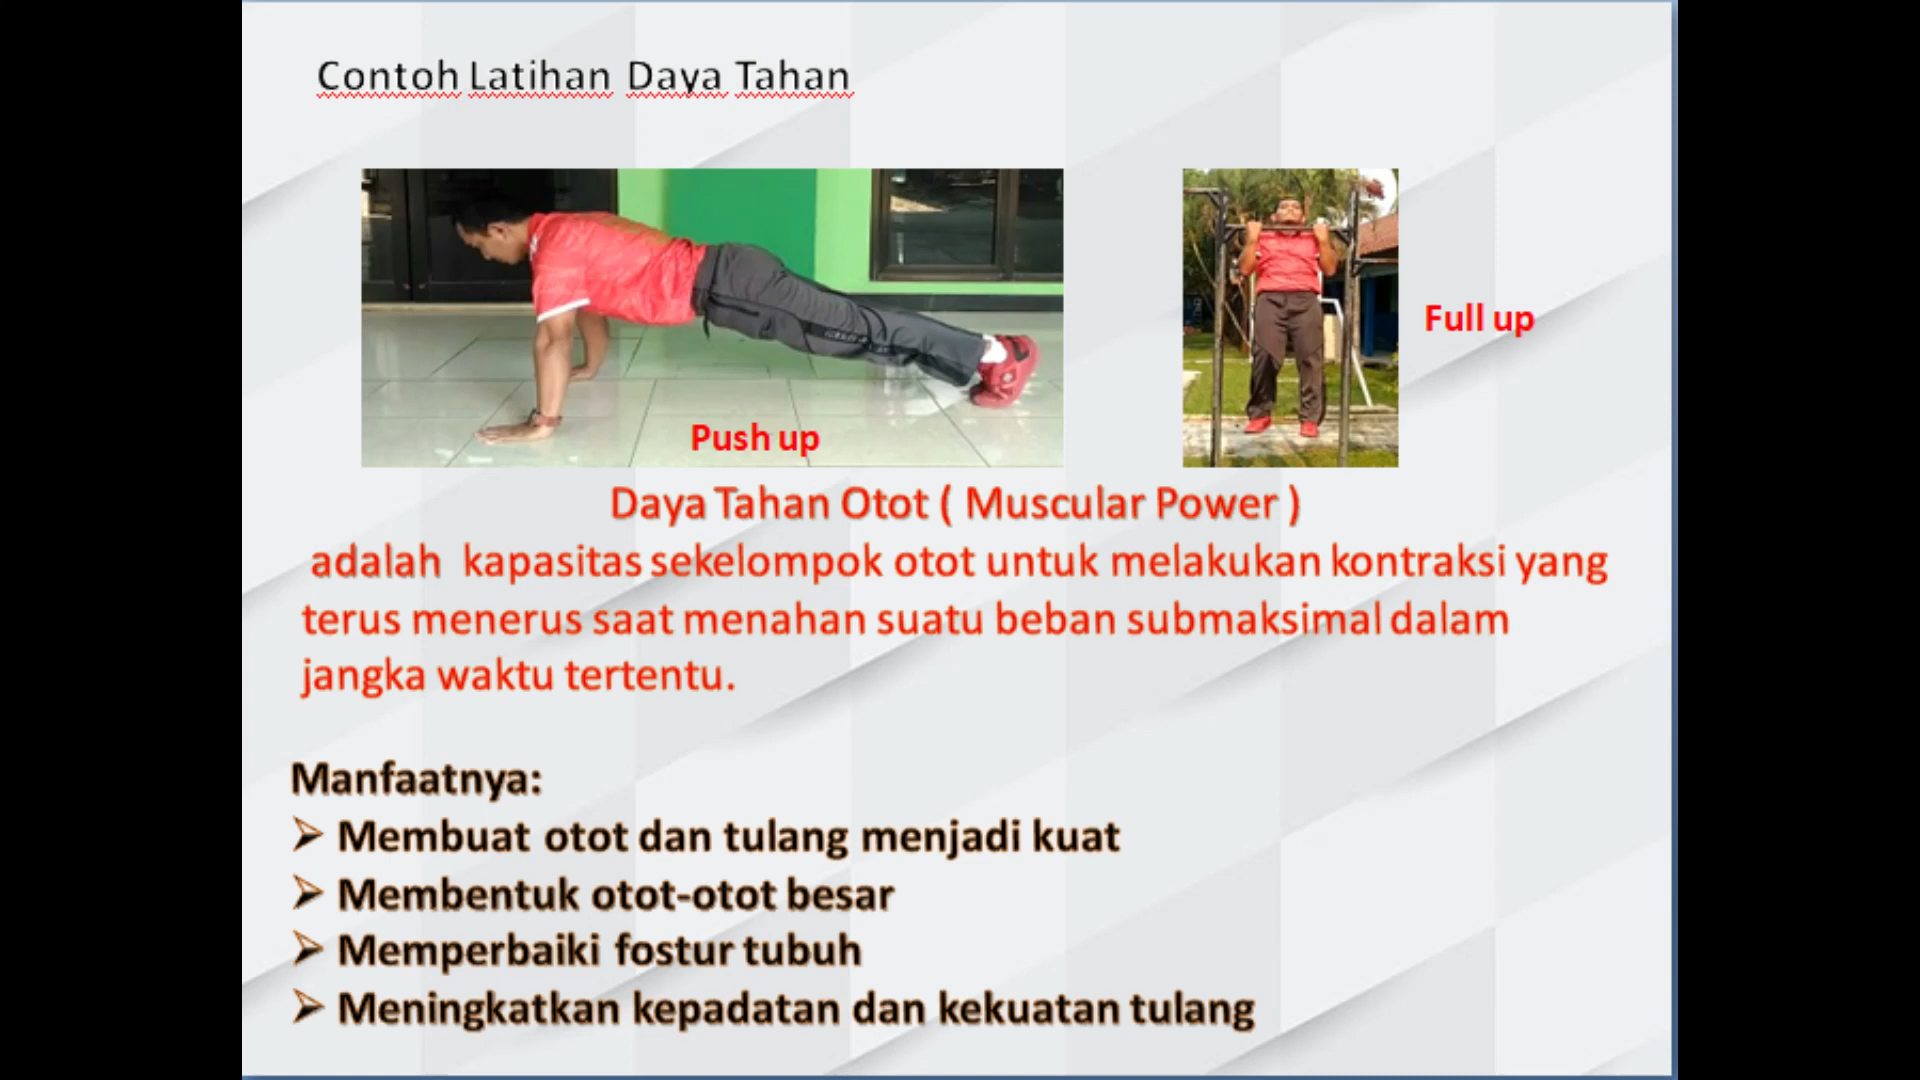 Contoh Latihan Daya Tahan
Push up
Full up
Daya Tahan Otot ( Muscular Power )
adalah kapasitas sekelompok otot untuk melakukan kontraksi yang
terus menerus saat menahan suatu beban submaksimal dalam
jangka waktu tertentu.
Manfaatnya:
➢ Membuat otot dan tulang menjadi kuat
➢ Membentuk otot-otot besar
➢ Memperbaiki fostur tubuh
➢ Meningkatkan kepadatan dan kekuatan tulang